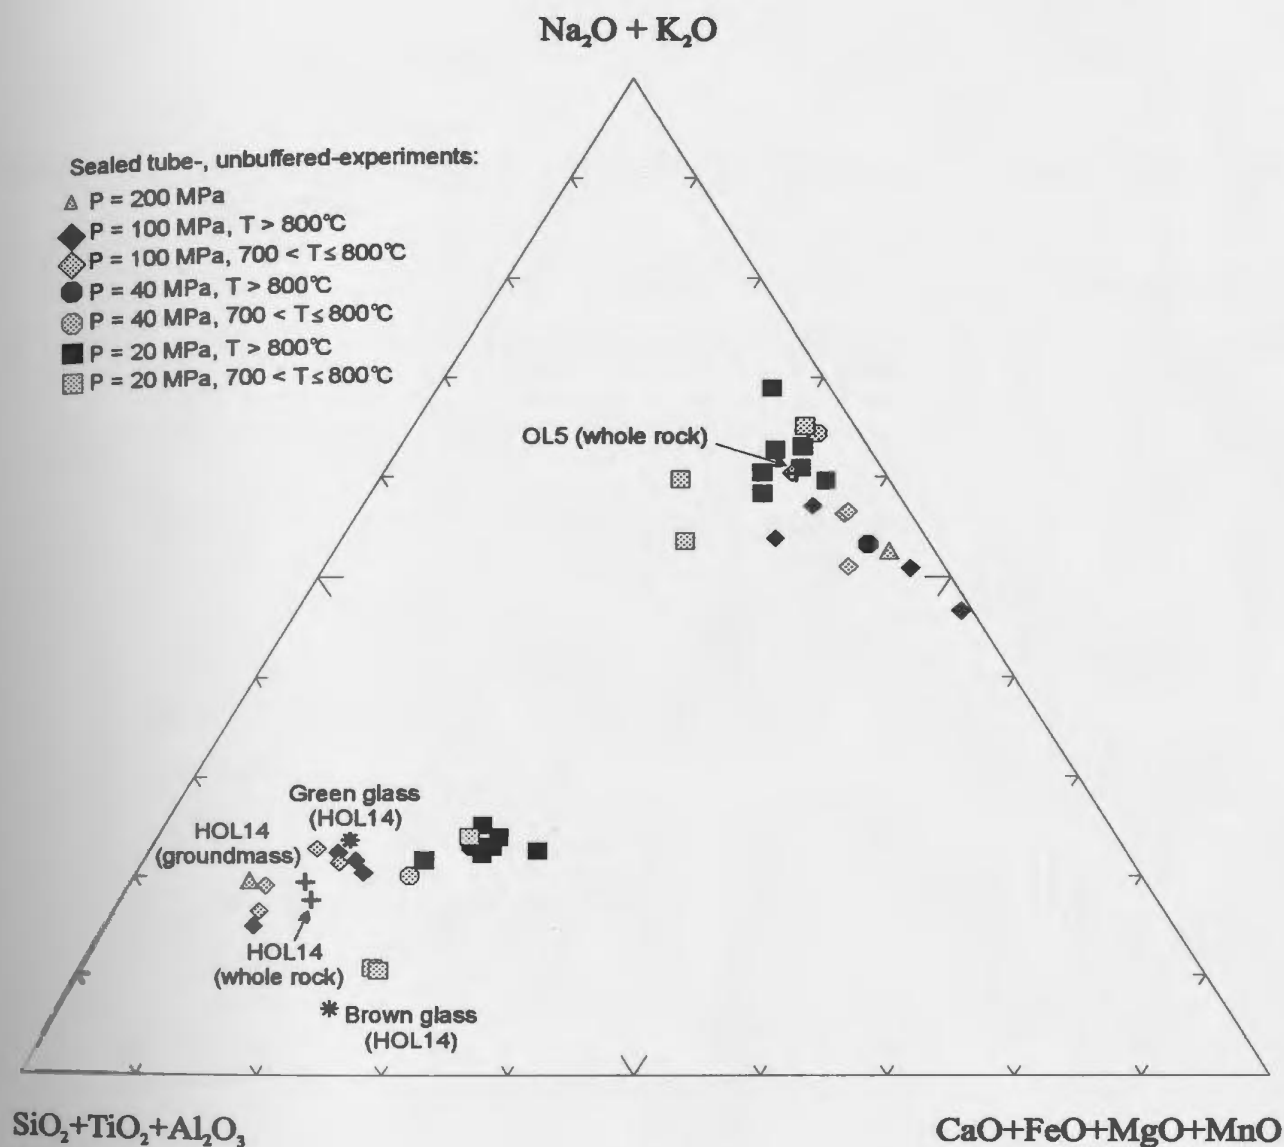 Na₂O + K₂O
Sealed tube-, unbuffered-experiments:
P = 200 MPa
P = 100 MPa, T > 800°C
P = 100 MPa, 700 < T ≤ 800°C
P = 40 MPa, T > 800°C
P = 40 MPa, 700 < T ≤ 800°C
P = 20 MPa, T > 800°C
P = 20 MPa, 700 < T ≤ 800°C
OL5 (whole rock)
Green glass
(HOL14)
HOL14
(groundmass)
HOL14
(whole rock)
Brown glass
(HOL14)
SiO₂+TiO₂+Al₂O₃
CaO+FeO+MgO+MnO